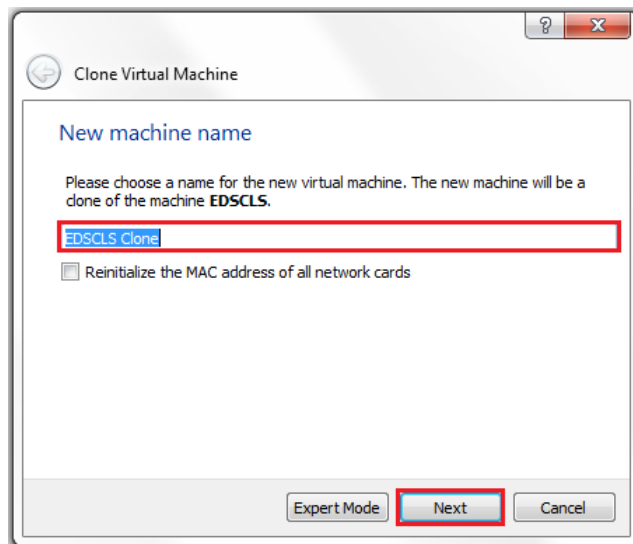 ?
x
Clone Virtual Machine
New machine name
Please choose a name for the new virtual machine. The new machine will be a
clone of the machine EDSCLS.
EDSCLS Clone
Reinitialize the MAC address of all network cards
Expert Mode
Next
Cancel